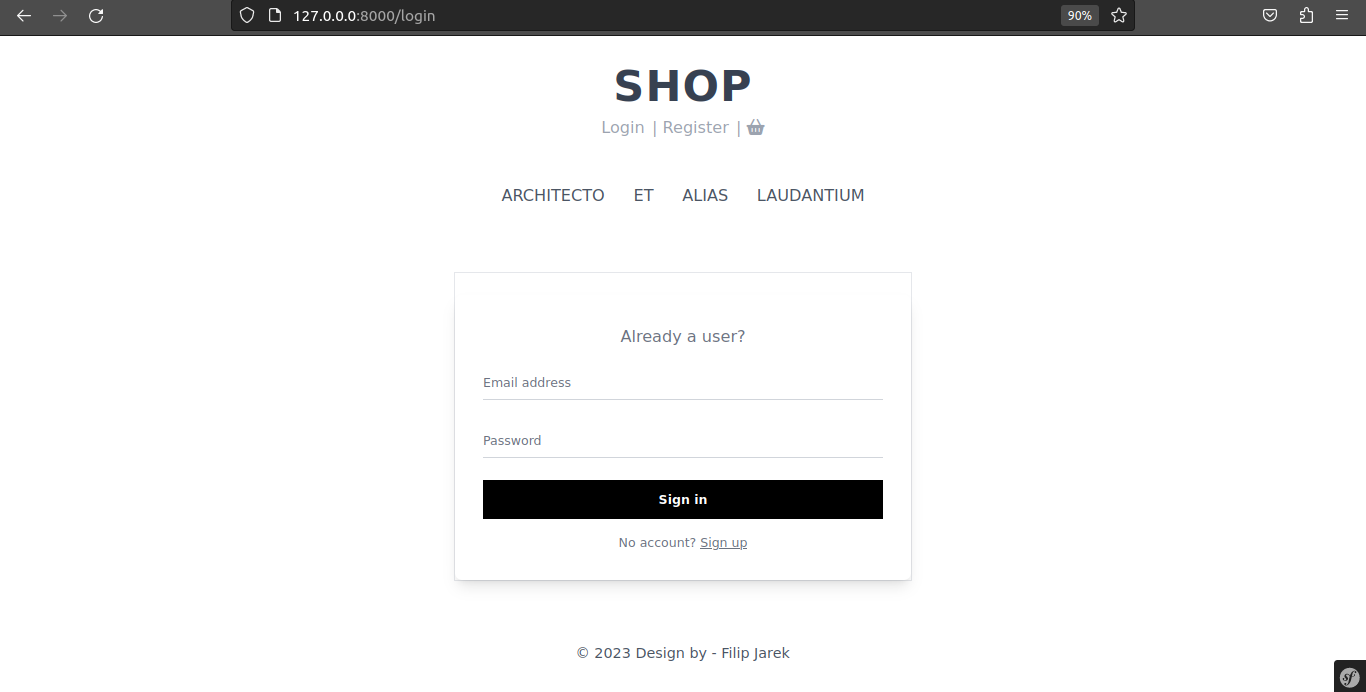 127.0.0.0:8000/login
90%
SHOP
Login | Register |
ARCHITECTO ET ALIAS LAUDANTIUM
Already a user?
Email address
Password
Sign in
No account? Sign up
© 2023 Design by - Filip Jarek
sf